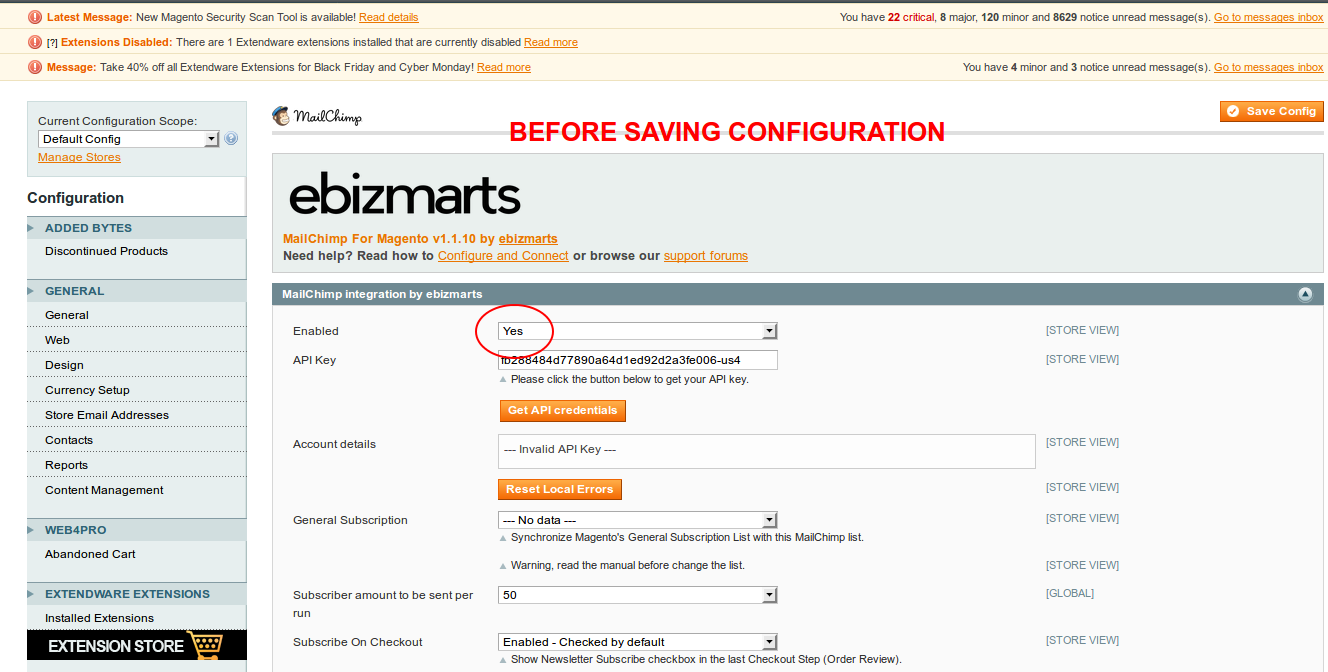 Latest Message: New Magento Security Scan Tool is available! Read details
You have 22 critical, 8 major, 120 minor and 8629 notice unread message(s). Go to messages inbox
[?] Extensions Disabled: There are 1 Extendware extensions installed that are currently disabled Read more
Message: Take 40% off all Extendware Extensions for Black Friday and Cyber Monday! Read more
You have 4 minor and 3 notice unread message(s). Go to messages inbox
Current Configuration Scope:
Default Config
Manage Stores
Configuration
ADDED BYTES
Discontinued Products
GENERAL
General
Web
Design
Currency Setup
Store Email Addresses
Contacts
Reports
Content Management
WEB4PRO
Abandoned Cart
EXTENDWARE EXTENSIONS
Installed Extensions
EXTENSION STORE
MailChimp
Save Config
BEFORE SAVING CONFIGURATION
ebizmarts
MailChimp For Magento v1.1.10 by ebizmarts
Need help? Read how to Configure and Connect or browse our support forums
MailChimp integration by ebizmarts
Enabled
Yes
[STORE VIEW]
API Key
fb288484d77890a64d1ed92d2a3fe006-us4
[STORE VIEW]
Please click the button below to get your API key.
Get API credentials
Account details
--- Invalid API Key ---
[STORE VIEW]
Reset Local Errors
[STORE VIEW]
General Subscription
--- No data ---
[STORE VIEW]
Synchronize Magento's General Subscription List with this MailChimp list.
Warning, read the manual before change the list.
[STORE VIEW]
Subscriber amount to be sent per
run
50
[GLOBAL]
Subscribe On Checkout
Enabled - Checked by default
[STORE VIEW]
Show Newsletter Subscribe checkbox in the last Checkout Step (Order Review).